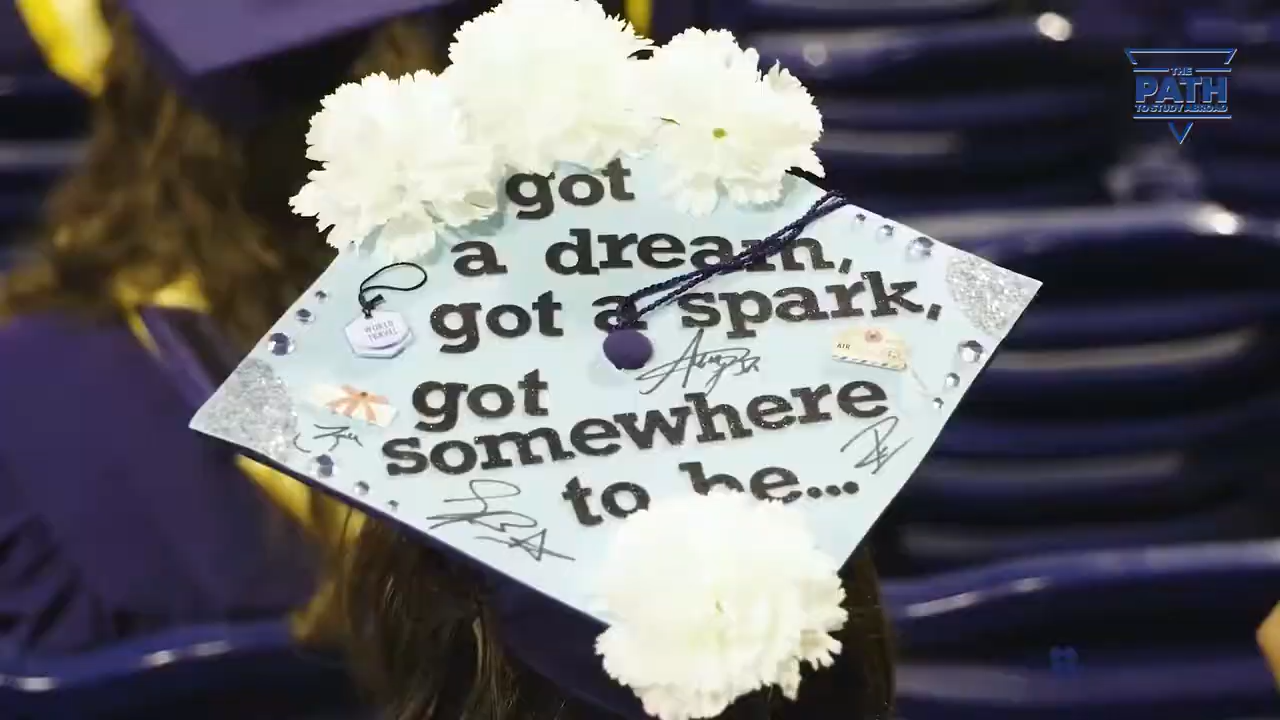 THE
PATH
TO STUDY ABROAD
got
a dream,
got a spark,
WORLD
TRAVEL
AIR
got
somewhere
to be...